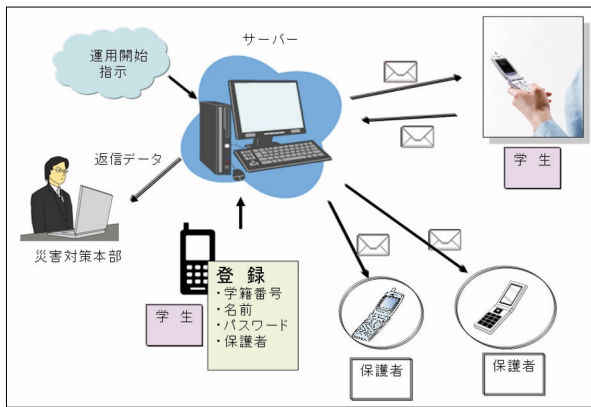 サーバー
運用開始
指示
返信データ
学 生
災害対策本部
登 録
・学籍番号
・名前
・パスワード
・保護者
学 生
保護者
保護者